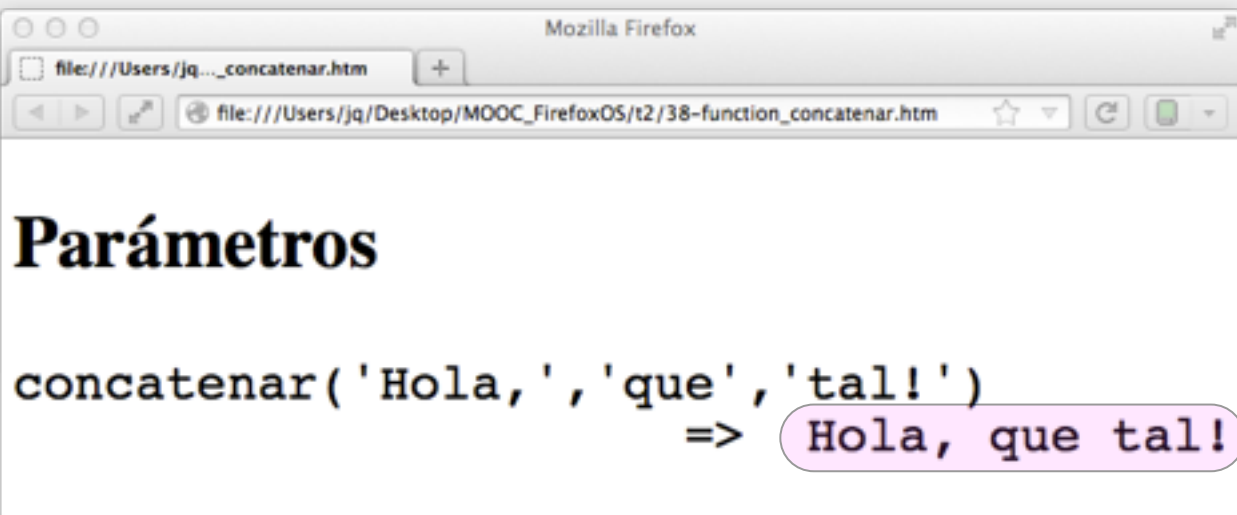 Mozilla Firefox
file:///Users/jq..._concatenar.htm
file:///Users/jq/Desktop/MOOC_FirefoxOS/t2/38-function_concatenar.htm
Parámetros
concatenar('Hola,','que','tal!')
=> Hola, que tal!